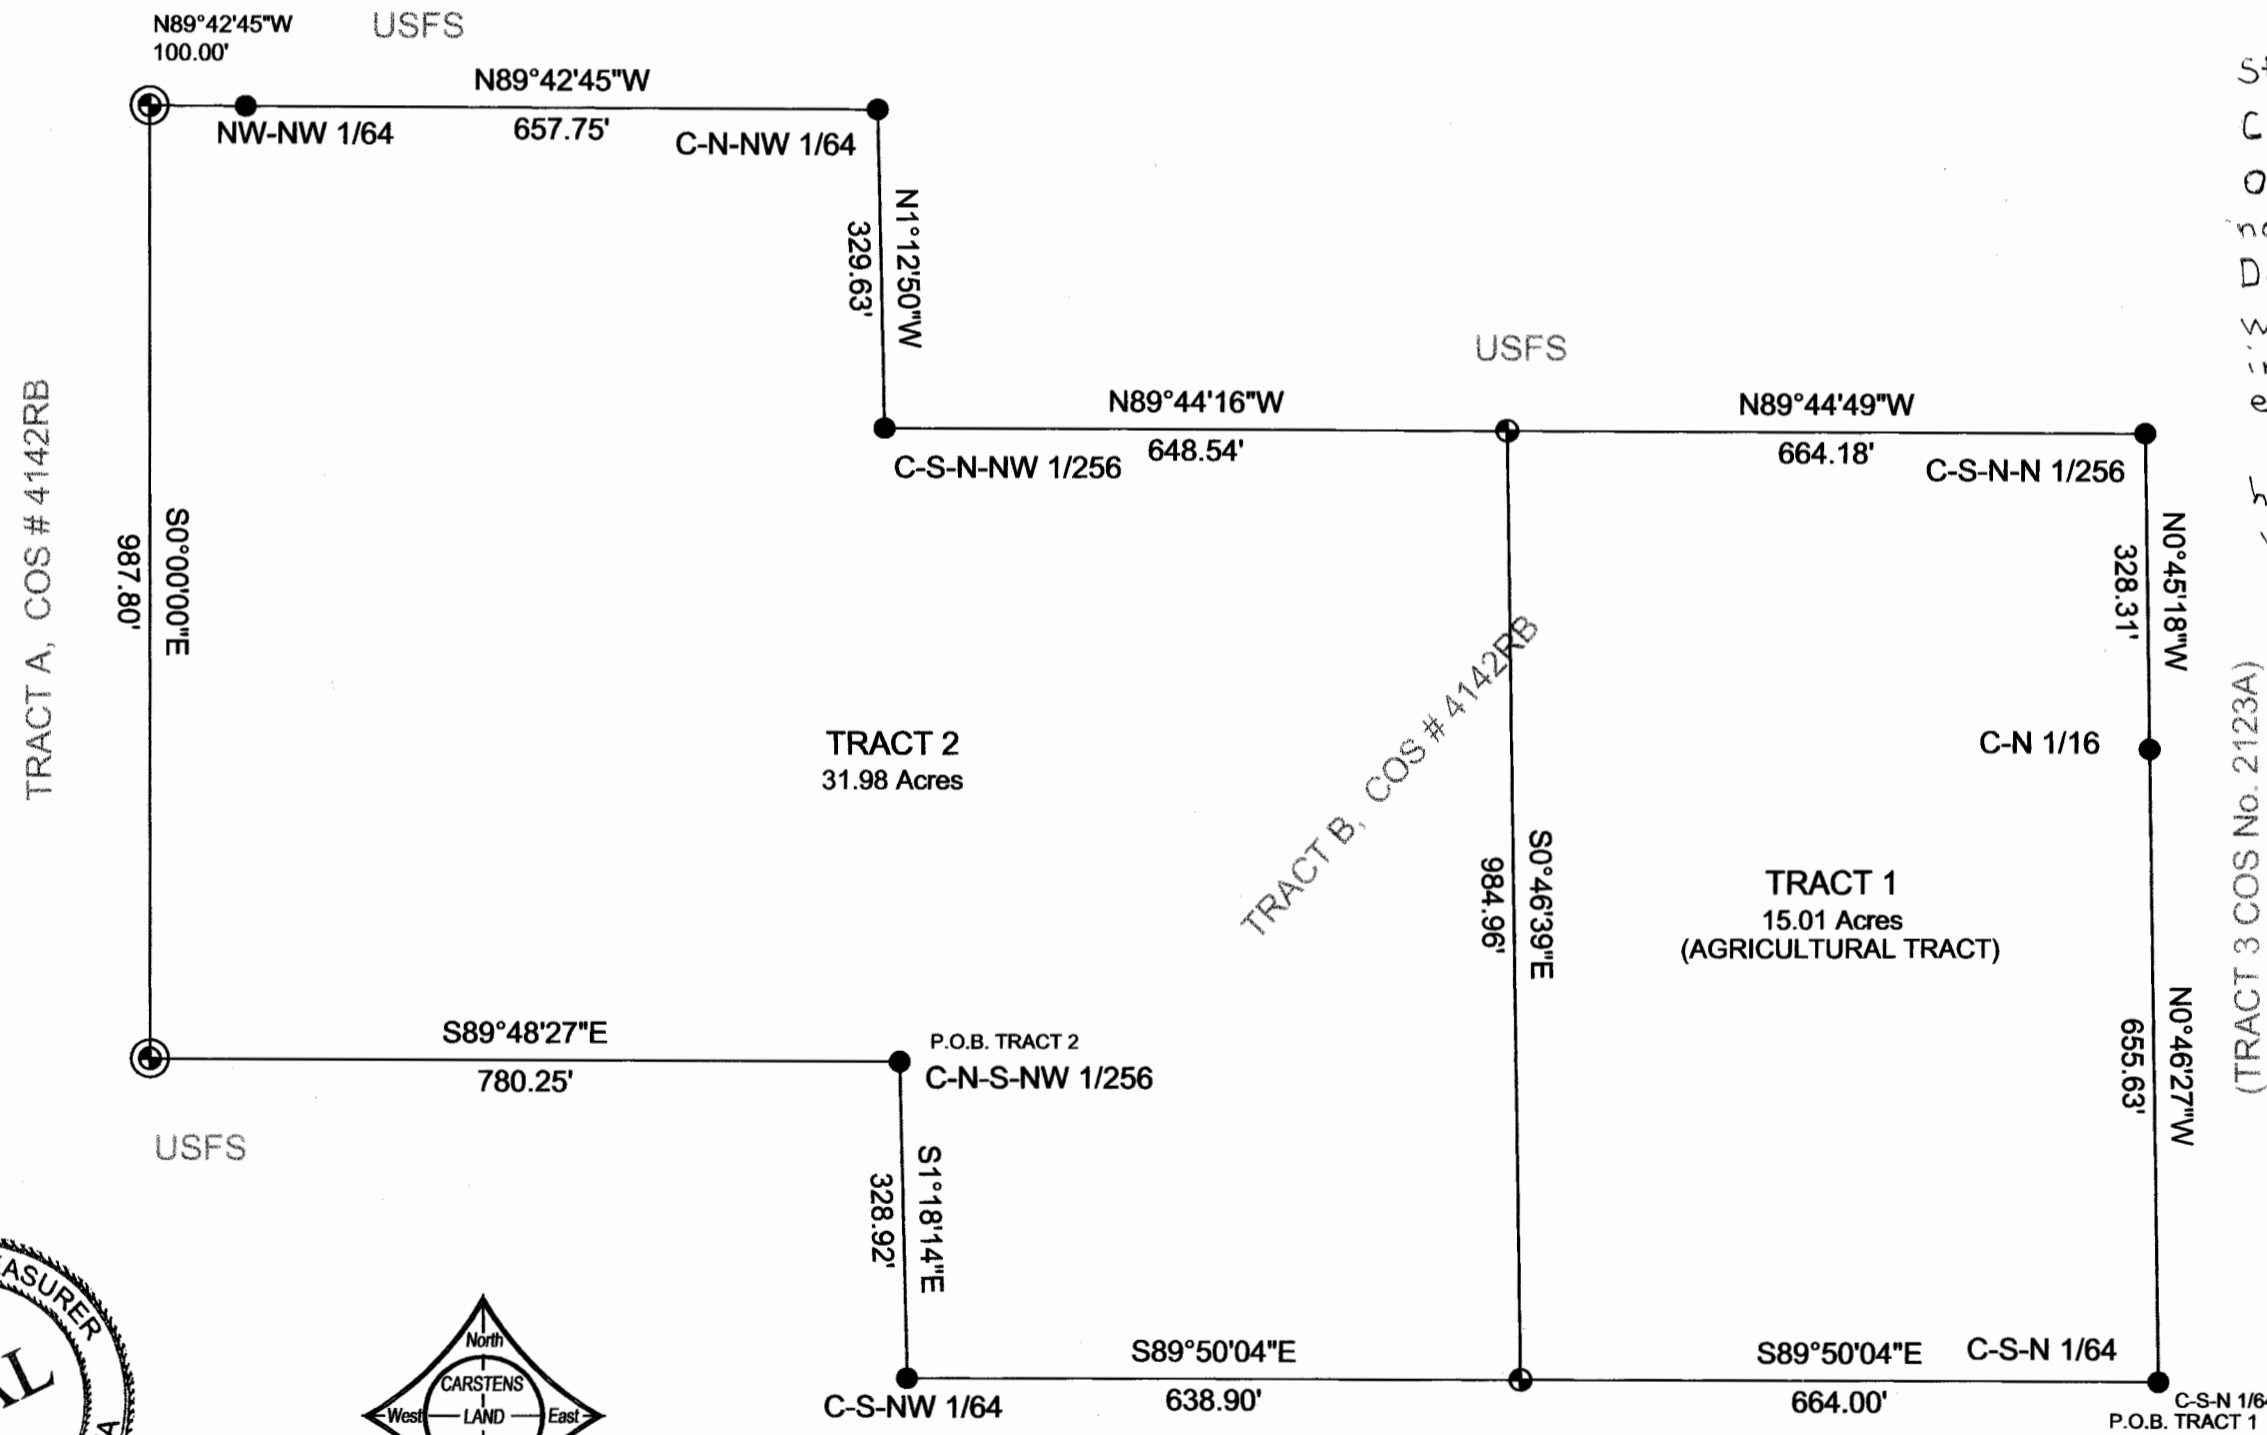 N89°42'45"W
100.00'
USFS
N89°42'45"W
657.75'
NW-NW 1/64
C-N-NW 1/64
N1°12'50"W
329.63'
USFS
N89°44'16"W
648.54'
C-S-N-NW 1/256
N89°44'49"W
664.18'
C-S-N-N 1/256
TRACT A, COS # 4142RB
S0°00'00"E
987.80'
N0°45'18"W
328.31'
C-N 1/16
TRACT B, COS # 4142RB
TRACT 2
31.98 Acres
S0°46'39"E
984.96'
TRACT 1
15.01 Acres
(AGRICULTURAL TRACT)
(TRACT 3 COS No. 2123A)
N0°46'27"W
655.63'
S89°48'27"E
780.25'
P.O.B. TRACT 2
C-N-S-NW 1/256
USFS
S1°18'14"E
328.92'
S89°50'04"E
638.90'
C-S-NW 1/64
S89°50'04"E
664.00'
C-S-N 1/64
C-S-N 1/64
P.O.B. TRACT 1
North
CARSTENS
West
LAND
East